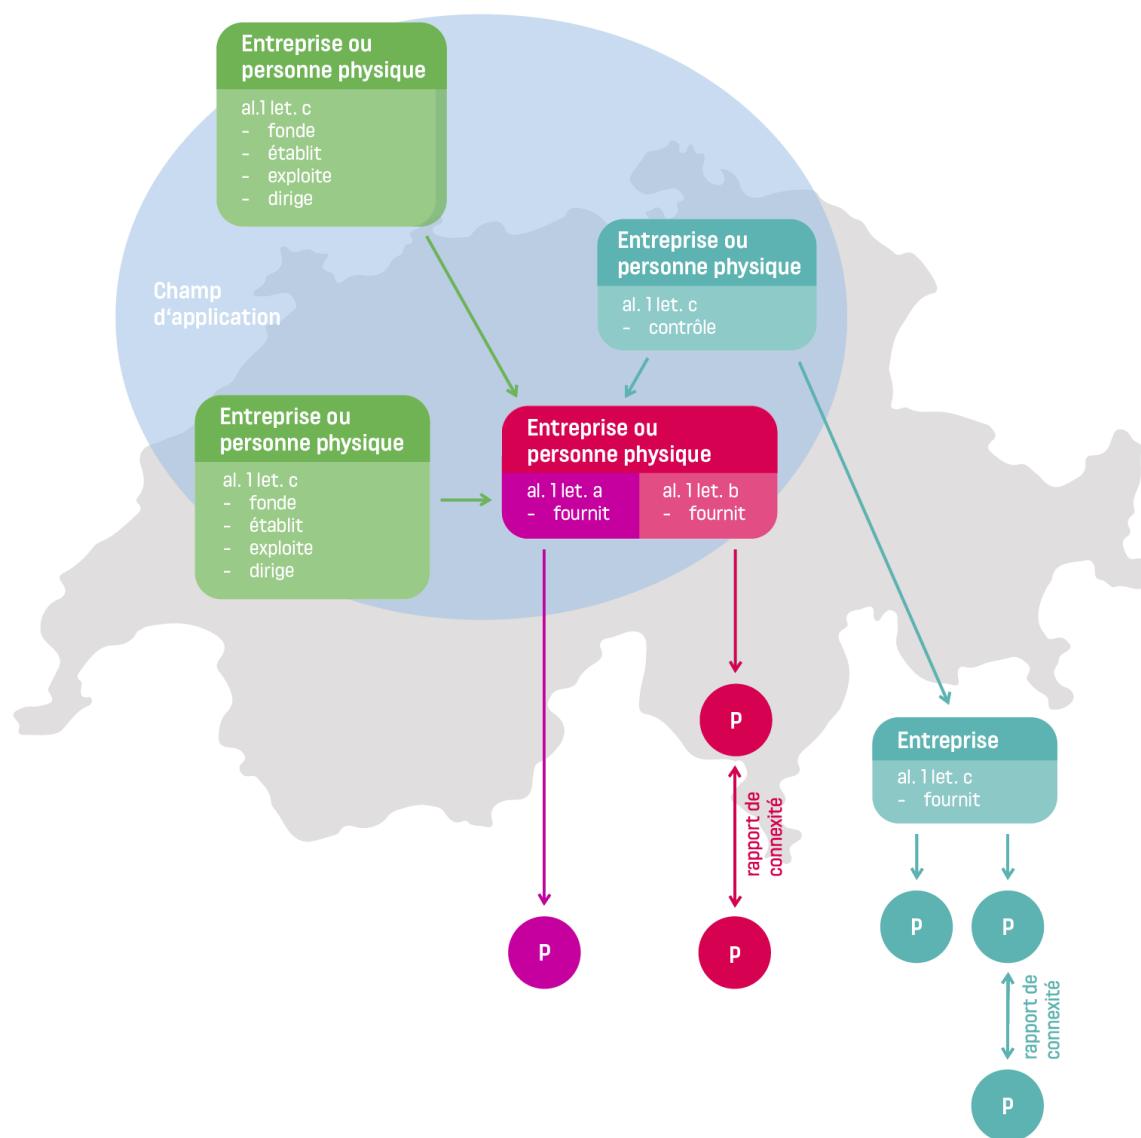 Entreprise ou
personne physique
al.1 let. c
- fonde
- établit
- exploite
- dirige
Entreprise ou
personne physique
al. 1 let. c
- contrôle
Champ
d'application
Entreprise ou
personne physique
al. 1 let. c
- fonde
- établit
- exploite
- dirige
Entreprise ou
personne physique
al. 1 let. a
- fournit
al. 1 let. b
- fournit
P
rapport de
connexité
Entreprise
al. 1 let. c
- fournit
P
P
P
P
rapport de
connexité
P